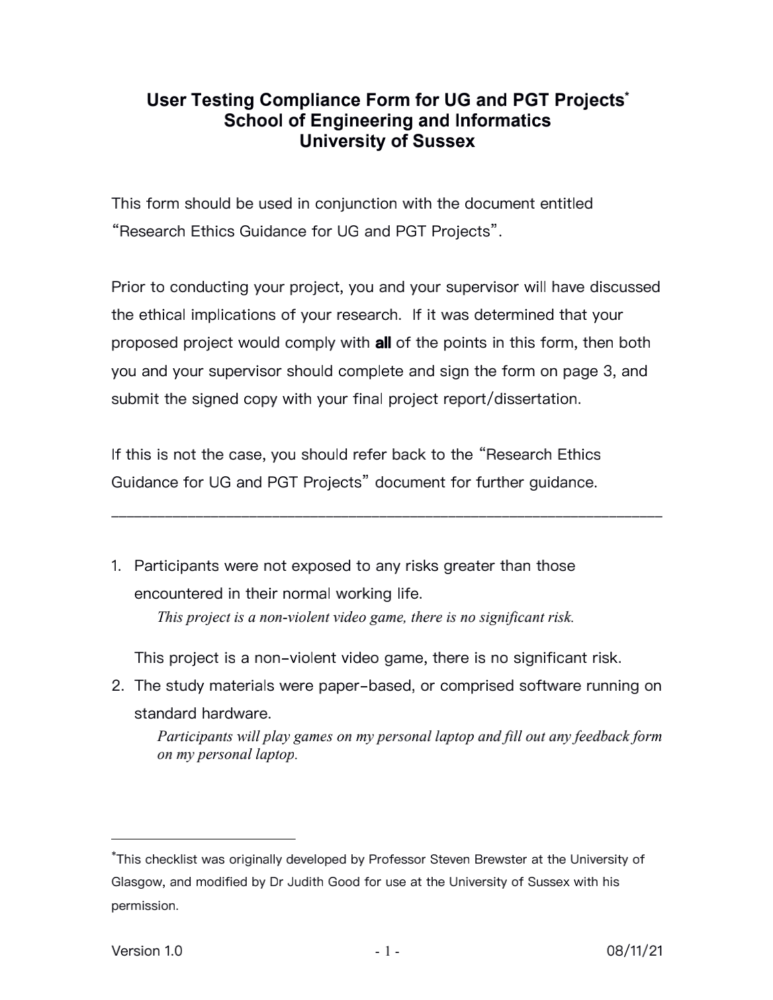 User Testing Compliance Form for UG and PGT Projects*
School of Engineering and Informatics
University of Sussex
This form should be used in conjunction with the document entitled
“Research Ethics Guidance for UG and PGT Projects”.
Prior to conducting your project, you and your supervisor will have discussed
the ethical implications of your research.  If it was determined that your
proposed project would comply with all of the points in this form, then both
you and your supervisor should complete and sign the form on page 3, and
submit the signed copy with your final project report/dissertation.
If this is not the case, you should refer back to the “Research Ethics
Guidance for UG and PGT Projects” document for further guidance.
1. Participants were not exposed to any risks greater than those
encountered in their normal working life.
This project is a non-violent video game, there is no significant risk.
This project is a non-violent video game, there is no significant risk.
2. The study materials were paper-based, or comprised software running on
standard hardware.
Participants will play games on my personal laptop and fill out any feedback form
on my personal laptop.
*This checklist was originally developed by Professor Steven Brewster at the University of
Glasgow, and modified by Dr Judith Good for use at the University of Sussex with his
permission.
Version 1.0 - 1 - 08/11/21